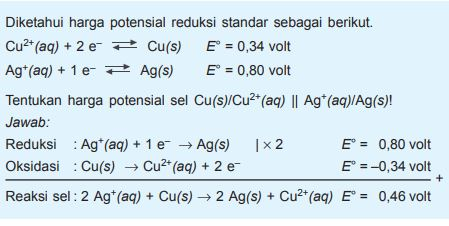 Diketahui harga potensial reduksi standar sebagai berikut.
Cu²⁺(aq) + 2 e⁻ ⇄ Cu(s) E° = 0,34 volt
Ag⁺(aq) + 1 e⁻ ⇄ Ag(s) E° = 0,80 volt
Tentukan harga potensial sel Cu(s)/Cu²⁺(aq) || Ag⁺(aq)/Ag(s)!
Jawab:
Reduksi : Ag⁺(aq) + 1 e⁻ → Ag(s) | × 2 E° = 0,80 volt
Oksidasi : Cu(s) → Cu²⁺(aq) + 2 e⁻ E° = –0,34 volt
+
Reaksi sel : 2 Ag⁺(aq) + Cu(s) → 2 Ag(s) + Cu²⁺(aq) E° = 0,46 volt